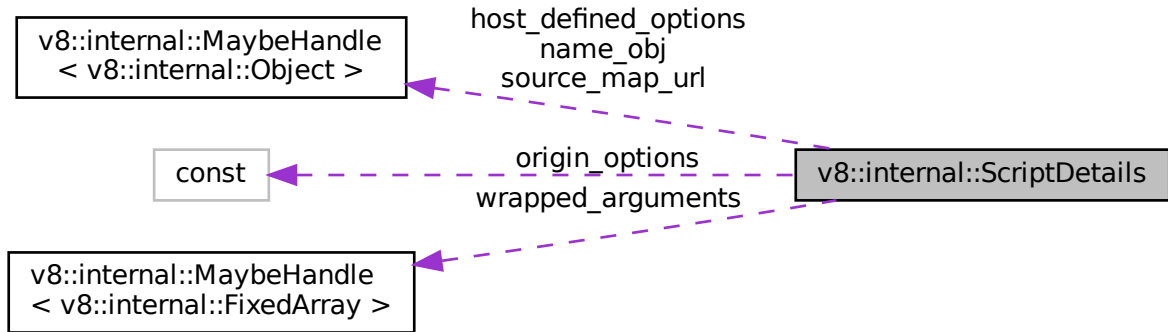 v8::internal::MaybeHandle
< v8::internal::Object >
host_defined_options
name_obj
source_map_url
const
origin_options
v8::internal::ScriptDetails
wrapped_arguments
v8::internal::MaybeHandle
< v8::internal::FixedArray >